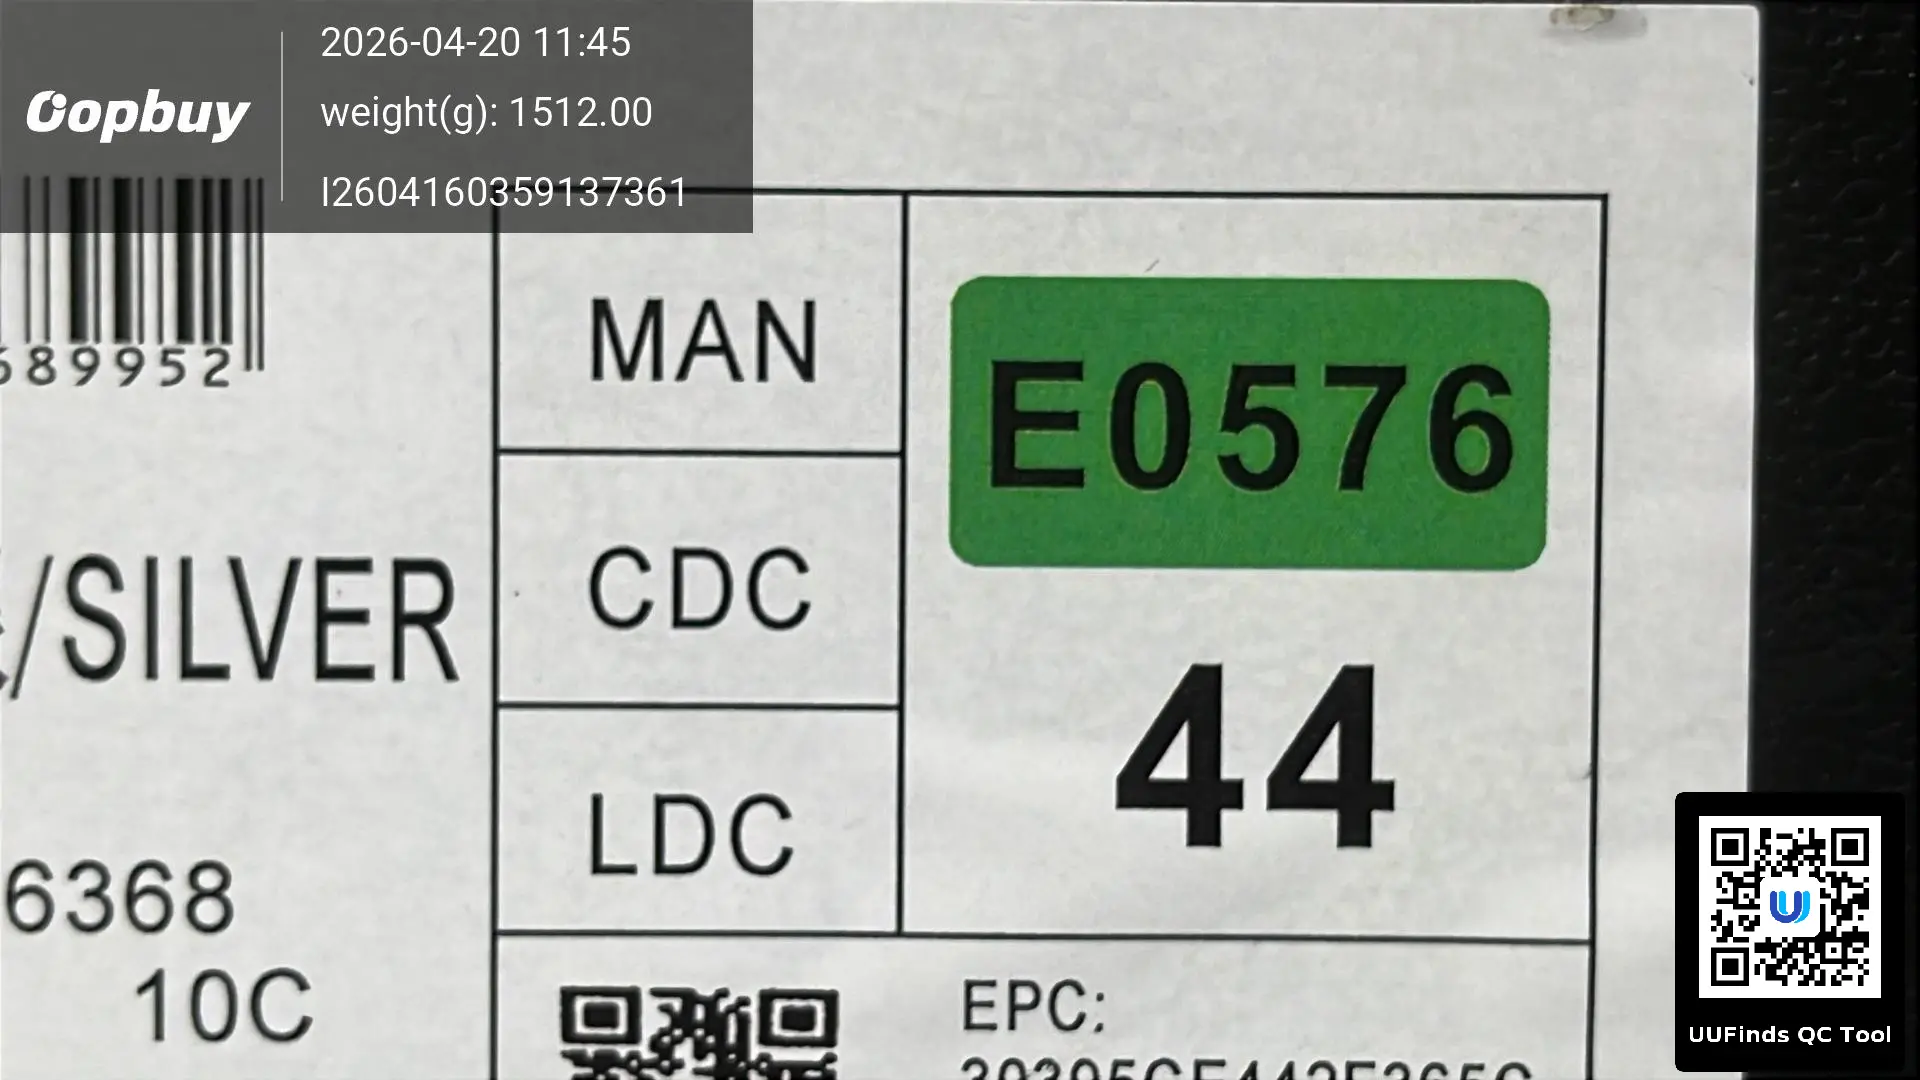 Oopbuy
2026-04-20 11:45
weight(g): 1512.00
I2604160359137361
89952
MAN
E0576
CDC
/SILVER
44
LDC
6368
10C
EPC:
UUFinds QC Tool